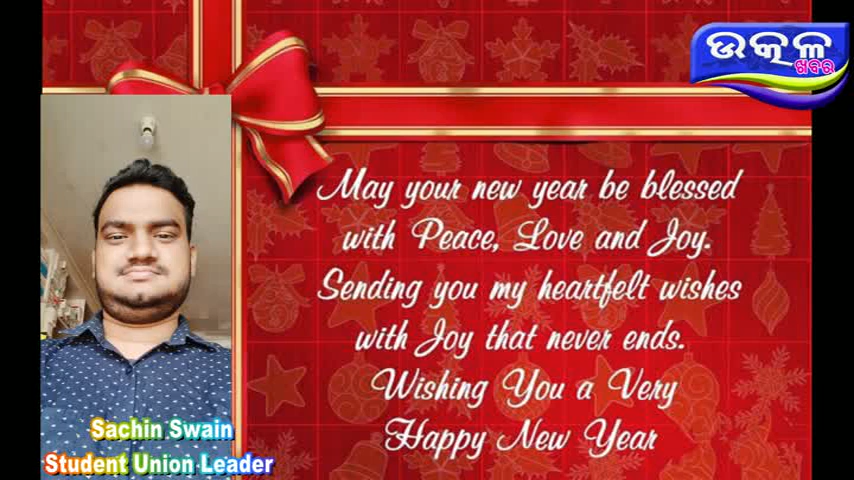 ଉତ୍କଳ
ଖବର
May your new year be blessed
with Peace, Love and Joy.
Sending you my heartfelt wishes
with Joy that never ends.
Wishing You a Very
Happy New Year
Sachin Swain
Student Union Leader